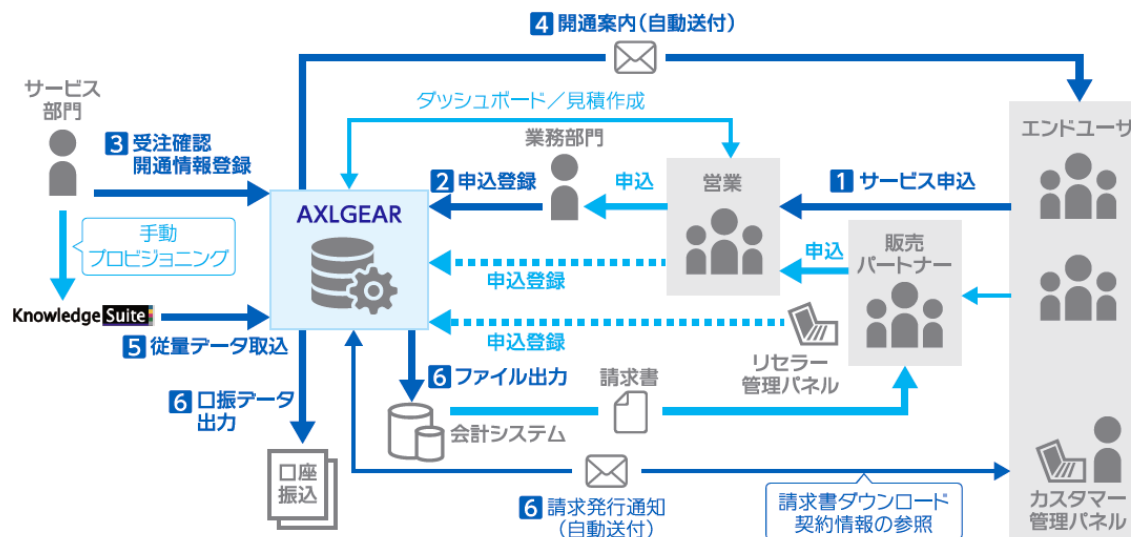 4 開通案内(自動送付)
サービス
部門
ダッシュボード/見積作成
業務部門
エンドユーザ
3 受注確認
開通情報登録
2 申込登録
申込
営業
1 サービス申込
AXLGEAR
手動
プロビジョニング
申込
販売
パートナー
申込登録
KnowledgeSuite
5 従量データ取込
申込登録
リセラー
管理パネル
6 ファイル出力
請求書
6 口振データ
出力
会計システム
口座
振込
6 請求発行通知
(自動送付)
請求書ダウンロード
契約情報の参照
カスタマー
管理パネル